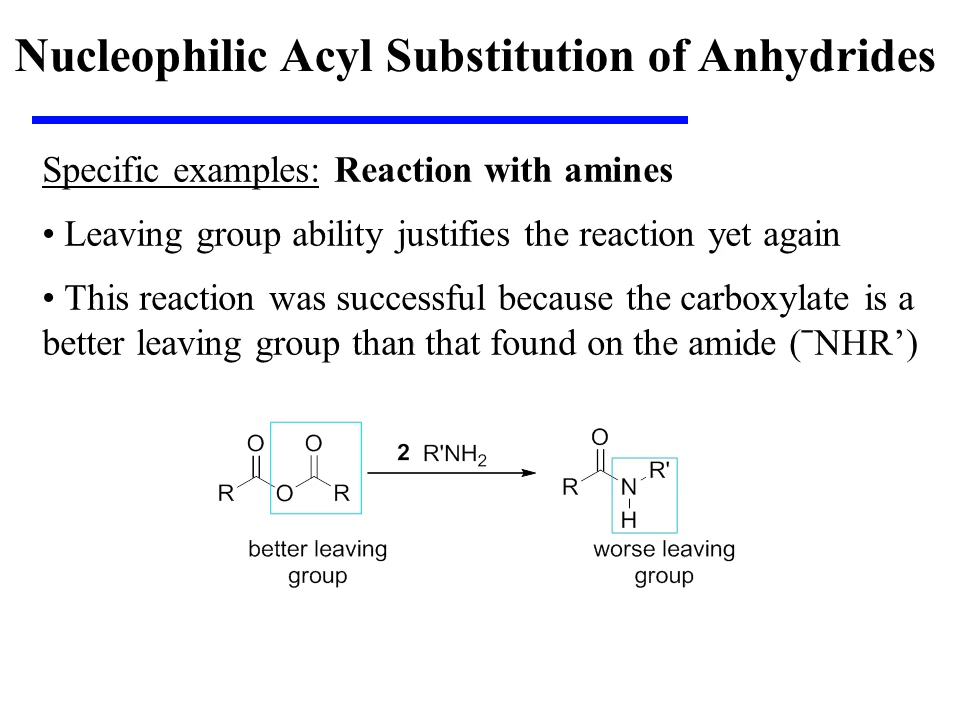 Nucleophilic Acyl Substitution of Anhydrides
Specific examples: Reaction with amines
• Leaving group ability justifies the reaction yet again
• This reaction was successful because the carboxylate is a
better leaving group than that found on the amide (¯NHR’)
O O
R O R
2 R'NH₂
O
R N R'
H
better leaving
group
worse leaving
group